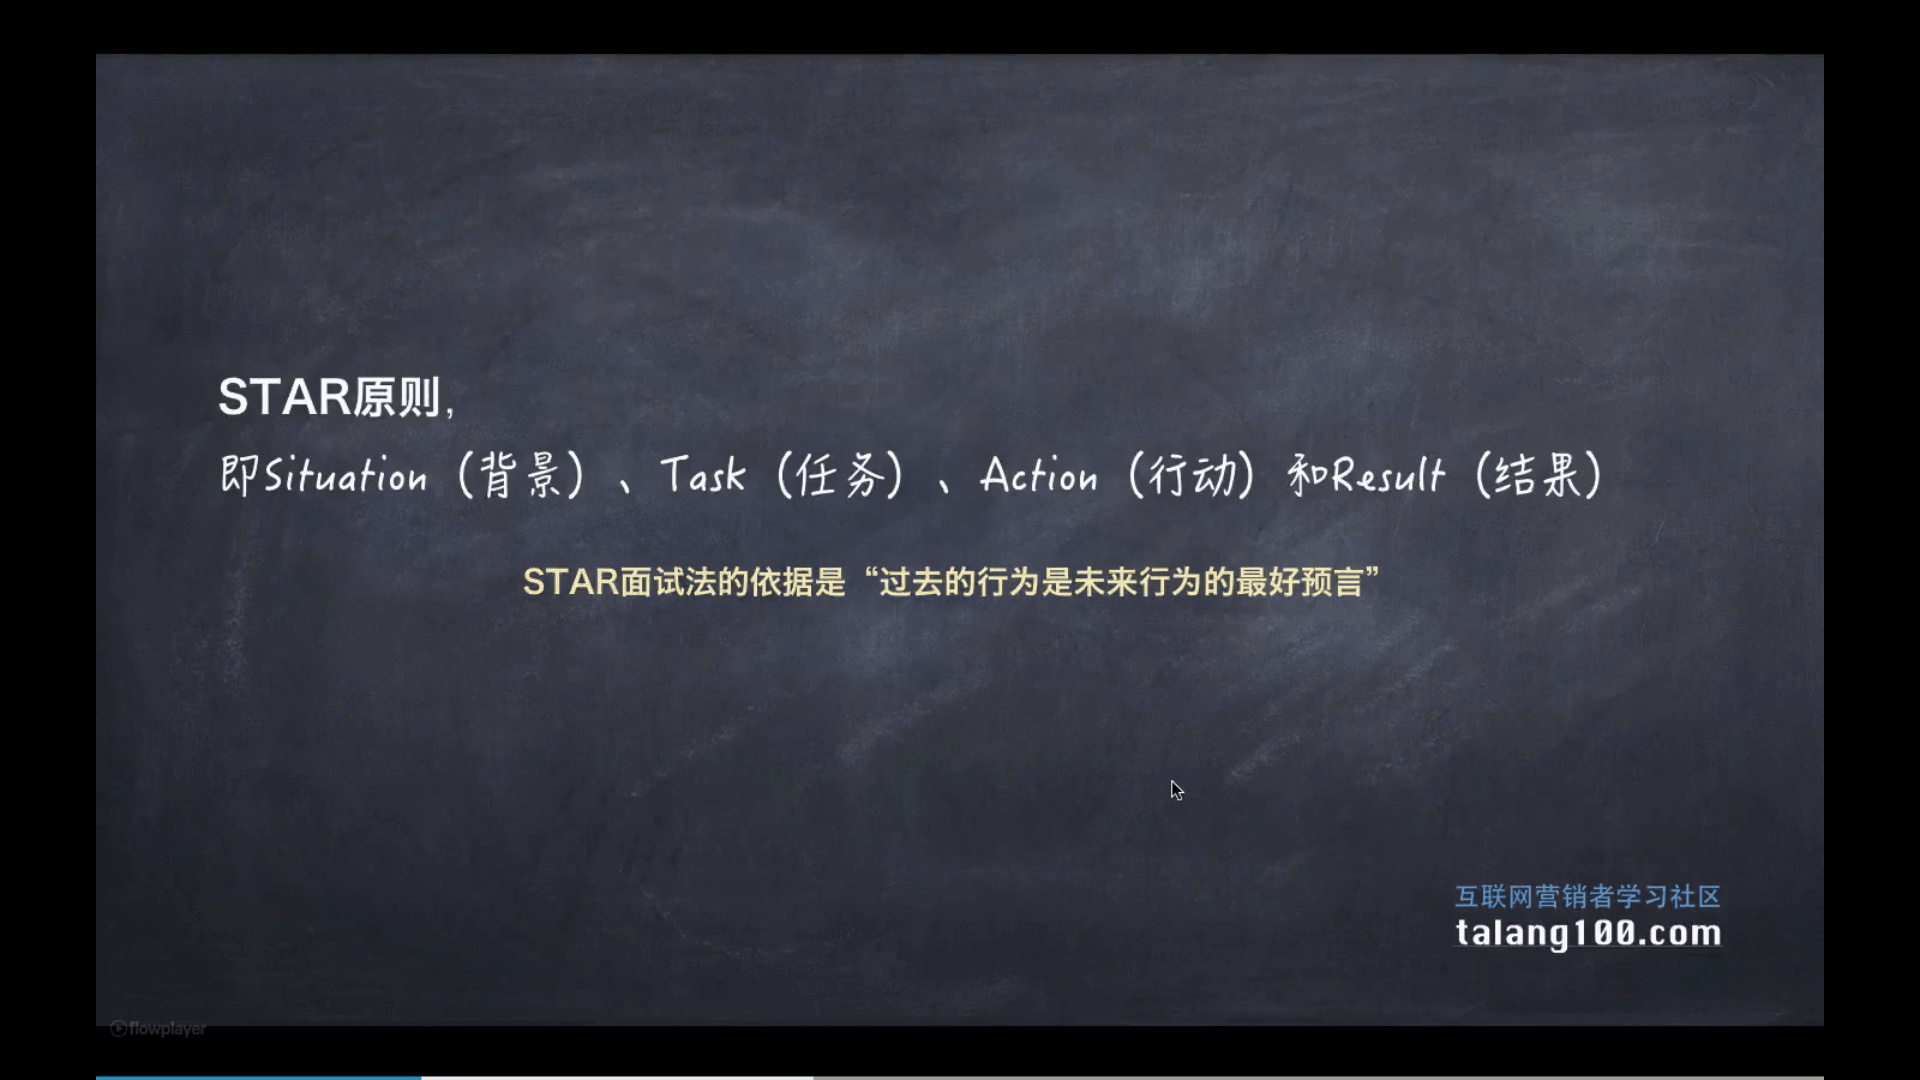 STAR原则，
即Situation（背景）、Task（任务）、Action（行动）和Result（结果）
STAR面试法的依据是“过去的行为是未来行为的最好预言”
互联网营销者学习社区
talang100.com
flowplayer